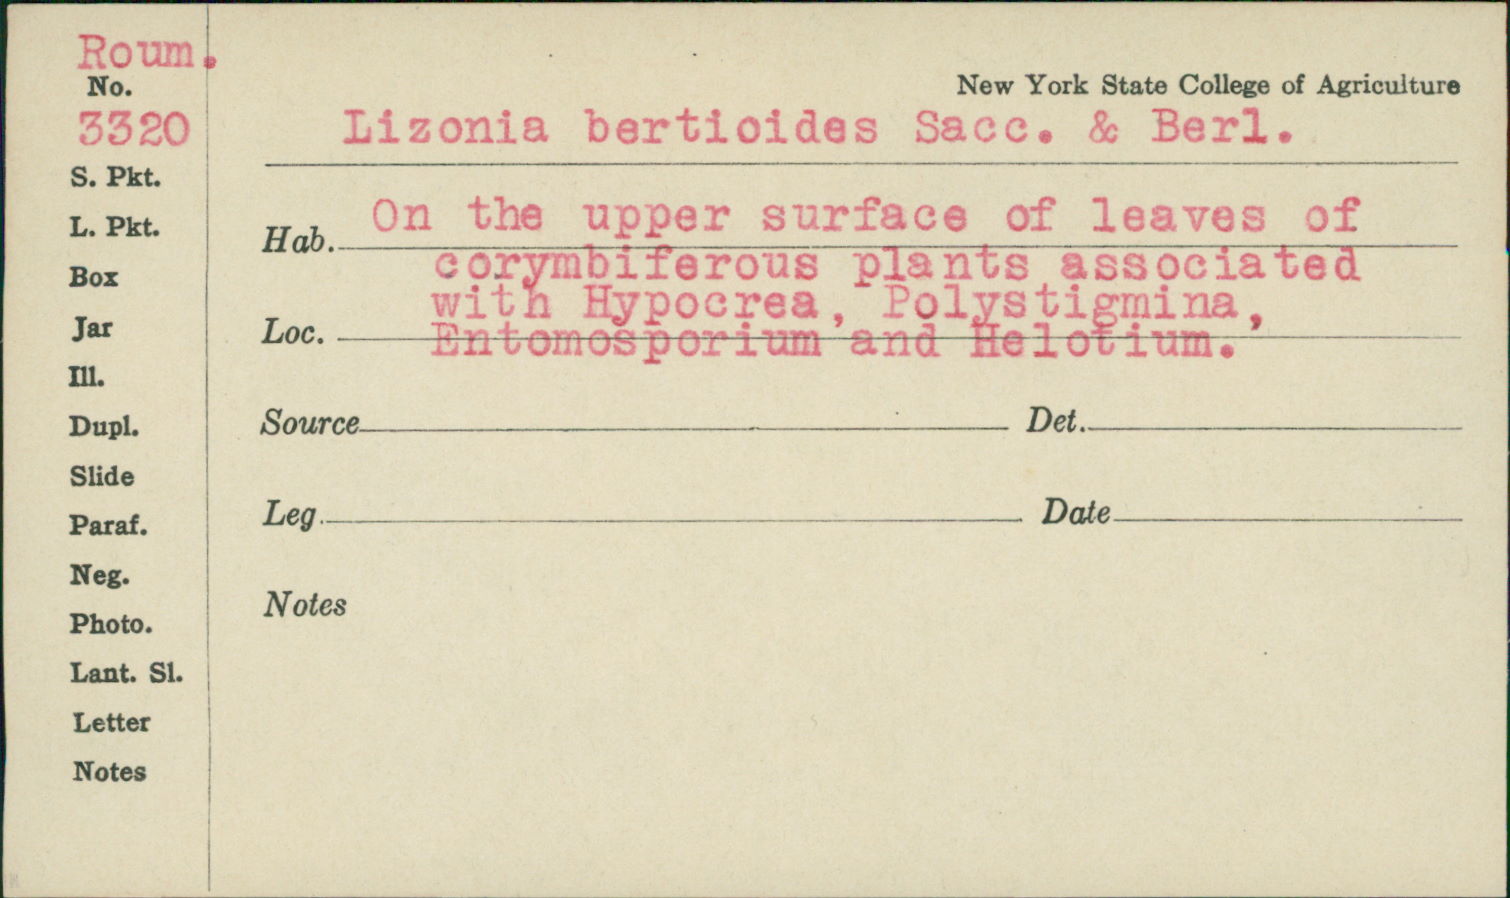 Roum.
No.
3320
S. Pkt.
L. Pkt.
Box
Jar
Ill.
Dupl.
Slide
Paraf.
Neg.
Photo.
Lant. Sl.
Letter
Notes
New York State College of Agriculture
Lizonia bertioides Sacc. & Berl.
Hab. On the upper surface of leaves of
corymbiferous plants associated
with Hypocrea, Polystigmina,
Loc. Entomosporium and Helotium.
Source Det.
Leg. Date
Notes